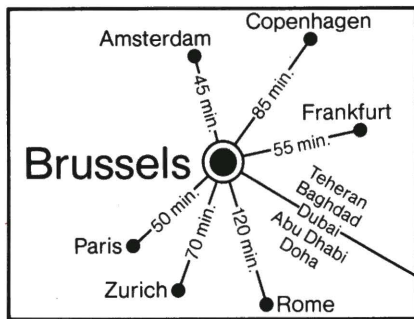 Copenhagen
Amsterdam
45 min.
85 min.
Frankfurt
55 min.
Brussels
Teheran
Baghdad
Dubai
Abu Dhabi
Doha
50 min.
70 min.
120 min.
Paris
Zurich
Rome